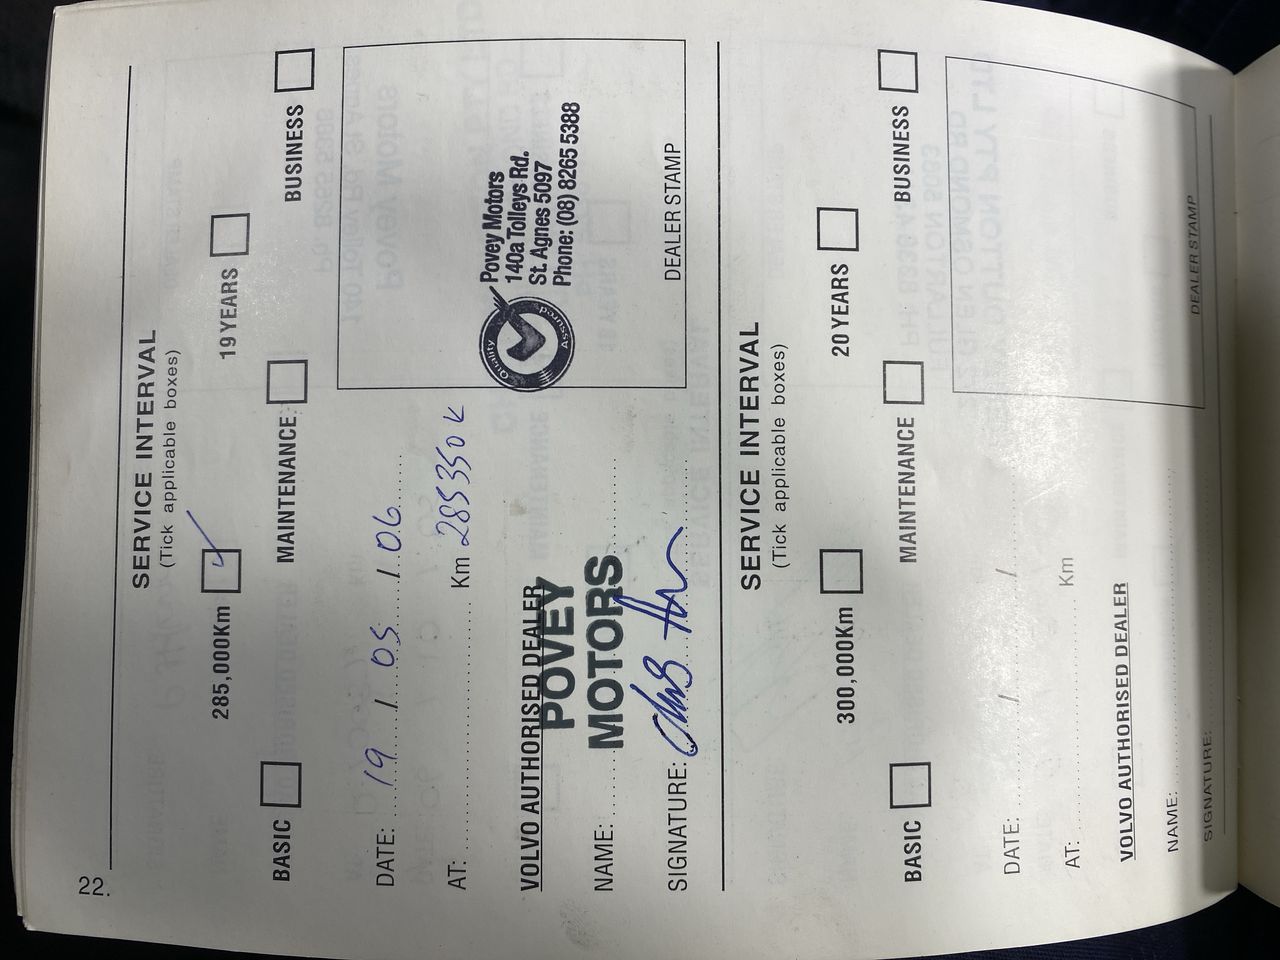 22.
SERVICE INTERVAL
(Tick applicable boxes)
285,000Km 19 YEARS
BASIC MAINTENANCE BUSINESS
DATE: 19 / 05 / 06
AT: Km 285350 K
VOLVO AUTHORISED DEALER
POVEY
MOTORS
NAME:
SIGNATURE:
Quality Assured
Povey Motors
140a Tolleys Rd.
St. Agnes 5097
Phone: (08) 8265 5388
DEALER STAMP
SERVICE INTERVAL
(Tick applicable boxes)
300,000Km 20 YEARS
BASIC MAINTENANCE BUSINESS
DATE: / /
AT: Km
VOLVO AUTHORISED DEALER
NAME:
SIGNATURE:
DEALER STAMP